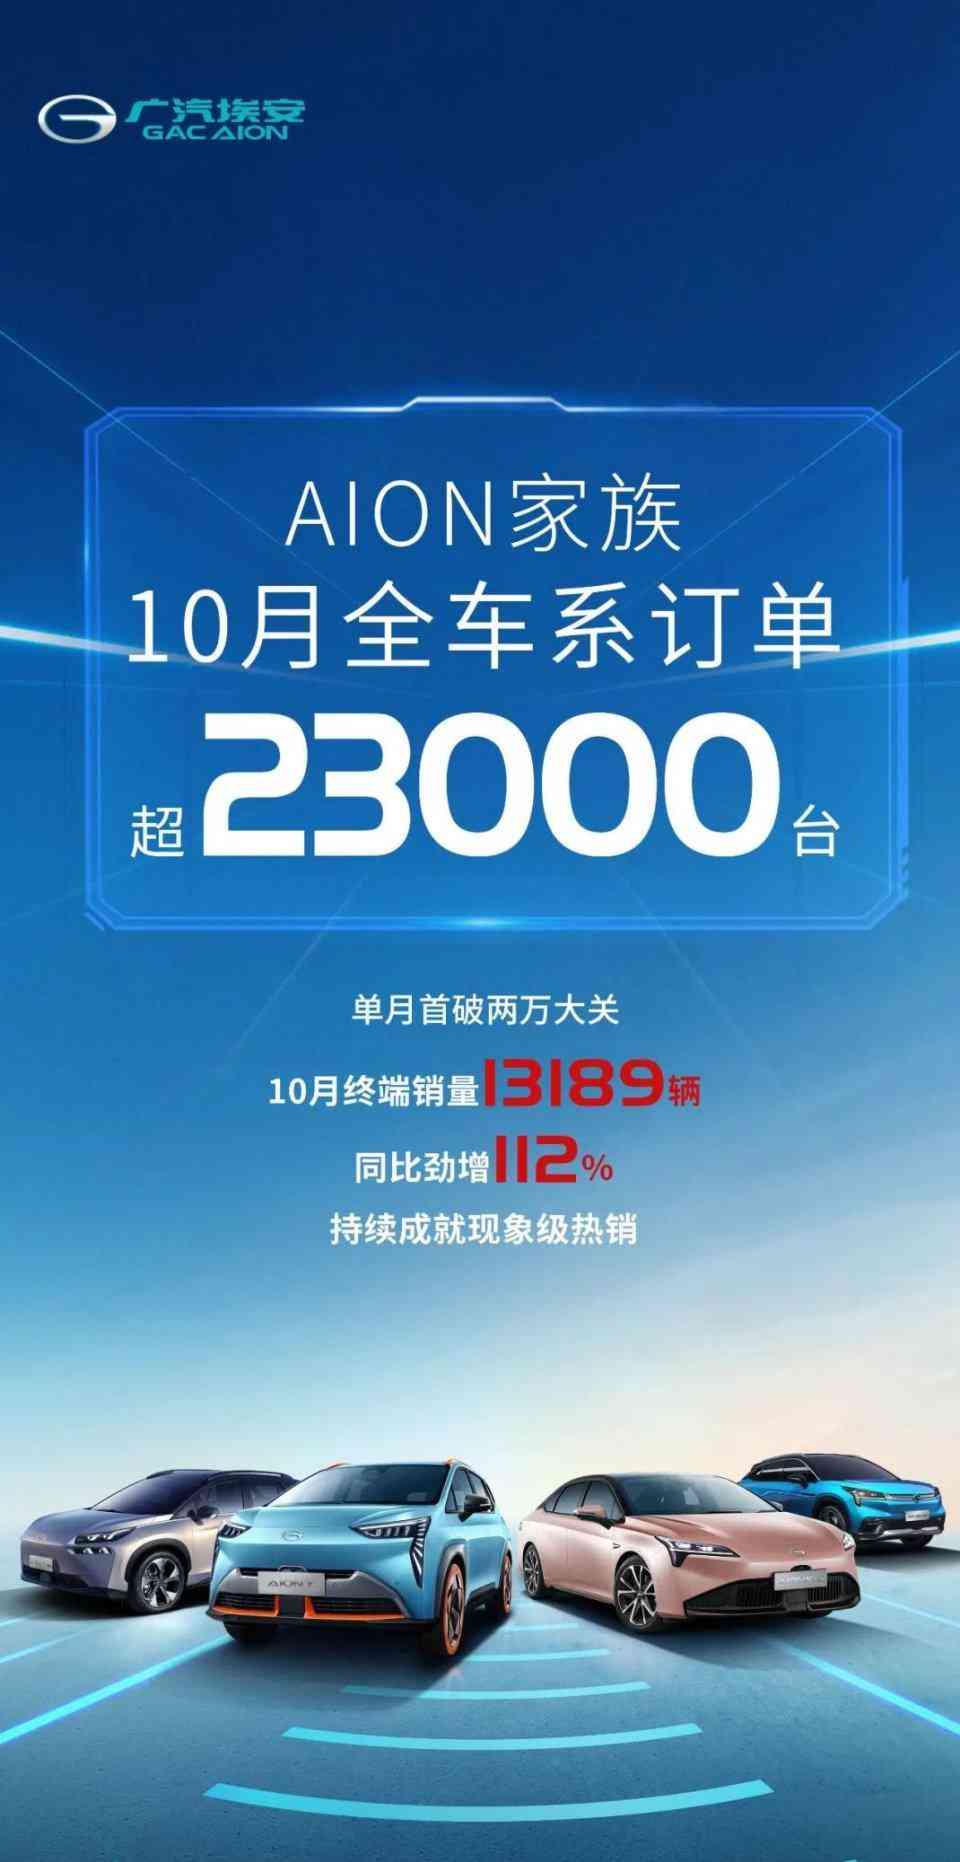 广汽埃安
GAC AION
AION家族
10月全车系订单
超23000台
单月首破两万大关
10月终端销量13189辆
同比劲增112%
持续成就现象级热销
AION Y